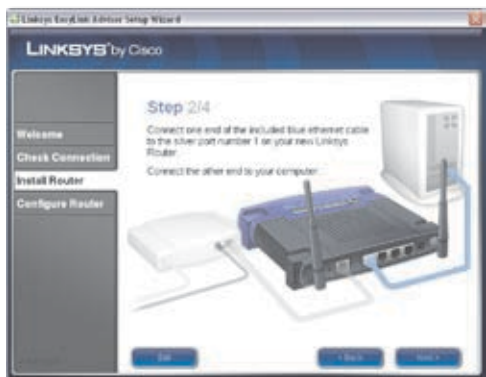 Linksys EasyLink Advisor Setup Wizard
LINKSYS by Cisco
Step 2/4
Connect one end of the included blue ethernet cable
to the silver port number 1 on your new Linksys
Router.
Connect the other end to your computer.
Welcome
Check Connection
Install Router
Configure Router
Exit
< Back
Next >